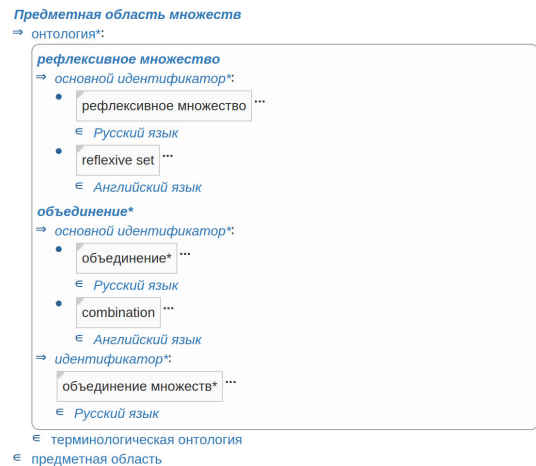 Предметная область множеств
⇒ онтология*:
рефлексивное множество
⇒ основной идентификатор*:
• рефлексивное множество ...
∈ Русский язык
• reflexive set ...
∈ Английский язык
объединение*
⇒ основной идентификатор*:
• объединение* ...
∈ Русский язык
• combination ...
∈ Английский язык
⇒ идентификатор*:
объединение множеств* ...
∈ Русский язык
∈ терминологическая онтология
∈ предметная область